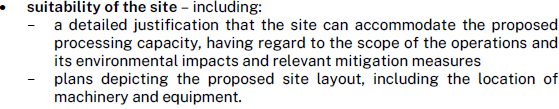 • suitability of the site – including:
– a detailed justification that the site can accommodate the proposed
processing capacity, having regard to the scope of the operations and
its environmental impacts and relevant mitigation measures
– plans depicting the proposed site layout, including the location of
machinery and equipment.